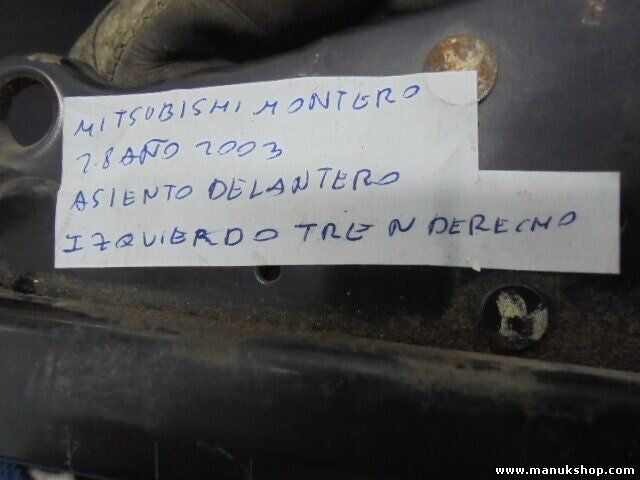 MITSUBISHI MONTERO
2.8 AÑO 2003
ASIENTO DELANTERO
IZQUIERDO TREN DERECHO
www.manukshop.com